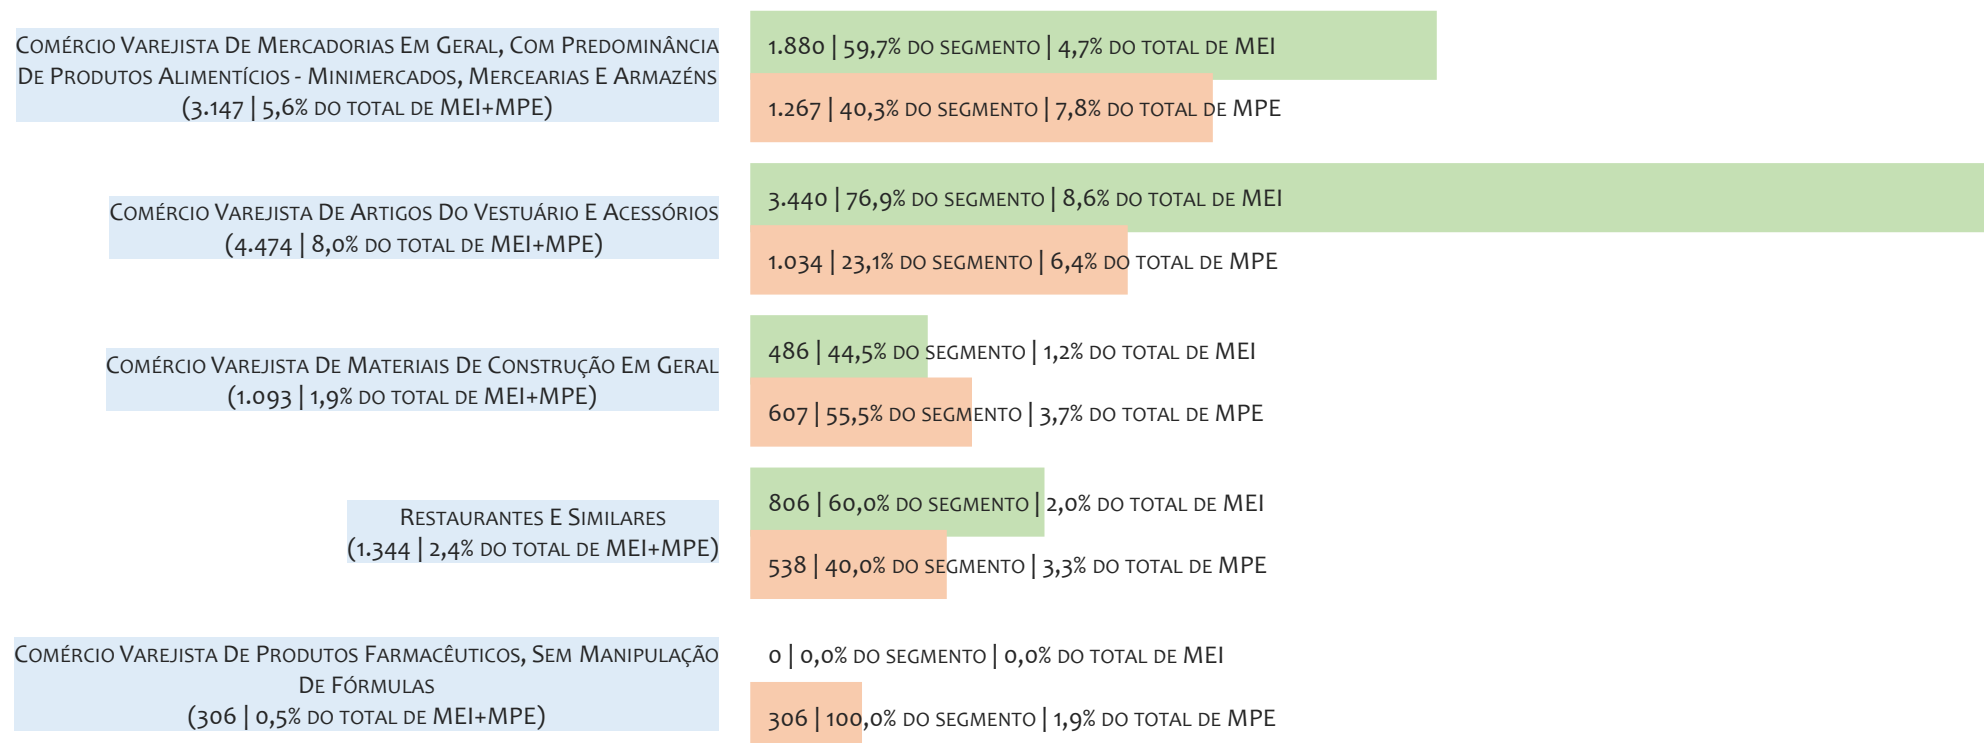 Comércio Varejista De Mercadorias Em Geral, Com Predominância
De Produtos Alimentícios - Minimercados, Mercearias E Armazéns
(3.147 | 5,6% do total de MEI+MPE)
1.880 | 59,7% do segmento | 4,7% do total de MEI
1.267 | 40,3% do segmento | 7,8% do total de MPE
Comércio Varejista De Artigos Do Vestuário E Acessórios
(4.474 | 8,0% do total de MEI+MPE)
3.440 | 76,9% do segmento | 8,6% do total de MEI
1.034 | 23,1% do segmento | 6,4% do total de MPE
Comércio Varejista De Materiais De Construção Em Geral
(1.093 | 1,9% do total de MEI+MPE)
486 | 44,5% do segmento | 1,2% do total de MEI
607 | 55,5% do segmento | 3,7% do total de MPE
Restaurantes E Similares
(1.344 | 2,4% do total de MEI+MPE)
806 | 60,0% do segmento | 2,0% do total de MEI
538 | 40,0% do segmento | 3,3% do total de MPE
Comércio Varejista De Produtos Farmacêuticos, Sem Manipulação
De Fórmulas
(306 | 0,5% do total de MEI+MPE)
0 | 0,0% do segmento | 0,0% do total de MEI
306 | 100,0% do segmento | 1,9% do total de MPE